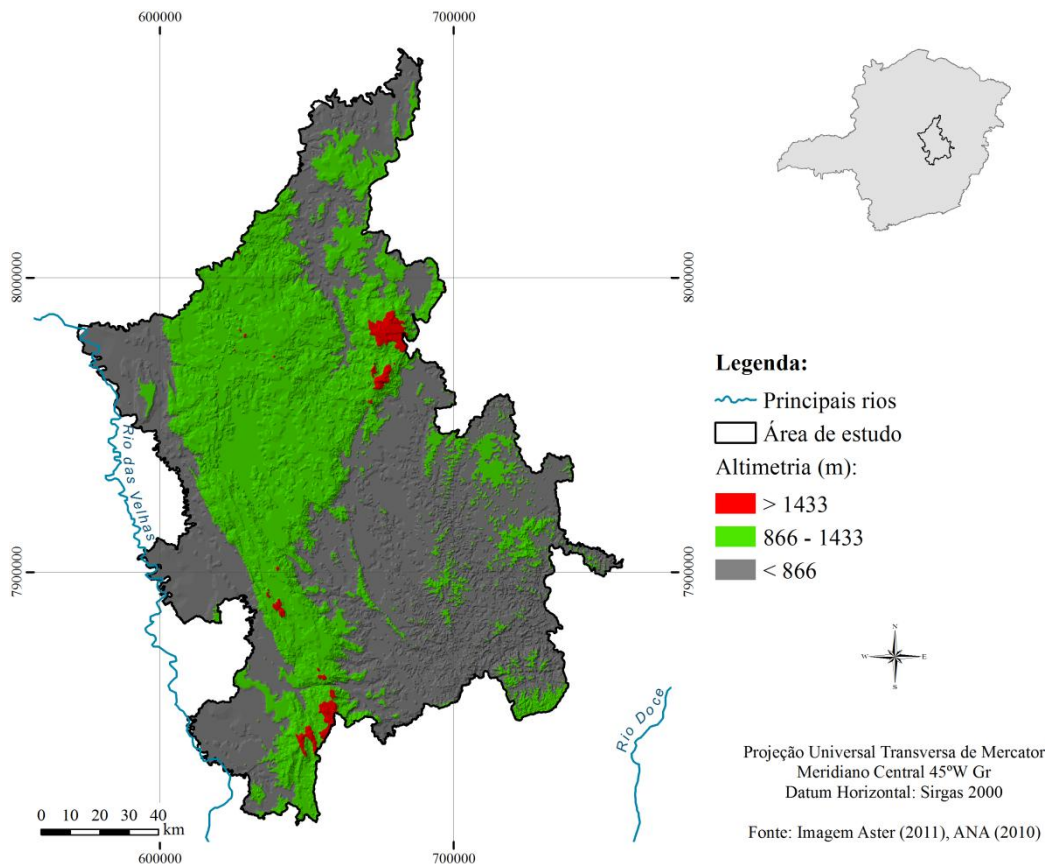 600000
700000
8000000
8000000
Legenda:
Principais rios
Área de estudo
Altimetria (m):
> 1433
866 - 1433
< 866
Rio das Velhas
7900000
7900000
N
W
E
S
Rio Doce
Projeção Universal Transversa de Mercator
Meridiano Central 45ºW Gr
Datum Horizontal: Sirgas 2000
Fonte: Imagem Aster (2011), ANA (2010)
0 10 20 30 40
km
600000
700000